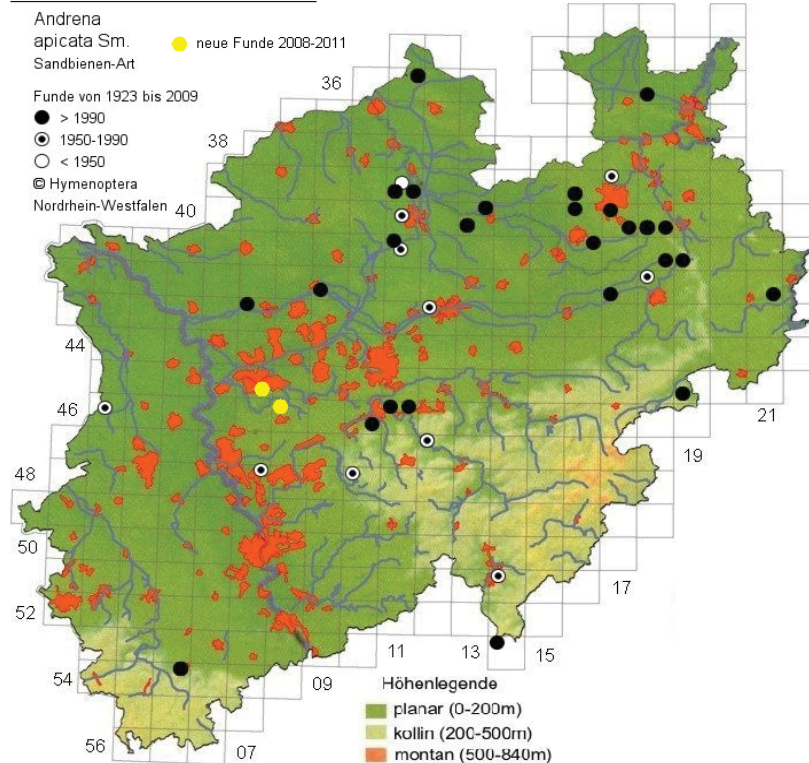 Andrena
apicata Sm.
neue Funde 2008-2011
Sandbienen-Art
Funde von 1923 bis 2009
> 1990
1950-1990
< 1950
© Hymenoptera
Nordrhein-Westfalen
36
38
40
44
46
48
50
52
54
56
07
09
11
13
15
17
19
21
Höhenlegende
planar (0-200m)
kollin (200-500m)
montan (500-840m)